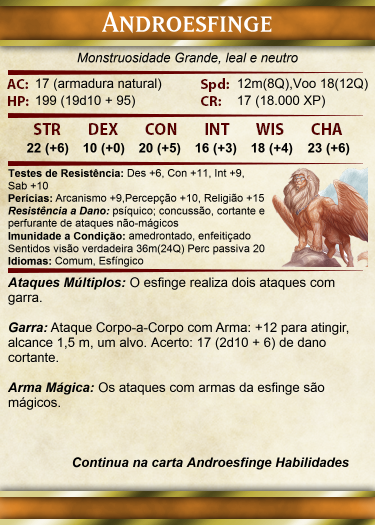 ANDROESFINGE
Monstruosidade Grande, leal e neutro
AC: 17 (armadura natural) Spd: 12m(8Q),Voo 18(12Q)
HP: 199 (19d10 + 95) CR: 17 (18.000 XP)
STR DEX CON INT WIS CHA
22 (+6) 10 (+0) 20 (+5) 16 (+3) 18 (+4) 23 (+6)
Testes de Resistência: Des +6, Con +11, Int +9,
Sab +10
Perícias: Arcanismo +9,Percepção +10, Religião +15
Resistência a Dano: psíquico; concussão, cortante e
perfurante de ataques não-mágicos
Imunidade a Condição: amedrontado, enfeitiçado
Sentidos visão verdadeira 36m(24Q) Perc passiva 20
Idiomas: Comum, Esfíngico
Ataques Múltiplos: O esfinge realiza dois ataques com
garra.
Garra: Ataque Corpo-a-Corpo com Arma: +12 para atingir,
alcance 1,5 m, um alvo. Acerto: 17 (2d10 + 6) de dano
cortante.
Arma Mágica: Os ataques com armas da esfinge são
mágicos.
Continua na carta Androesfinge Habilidades